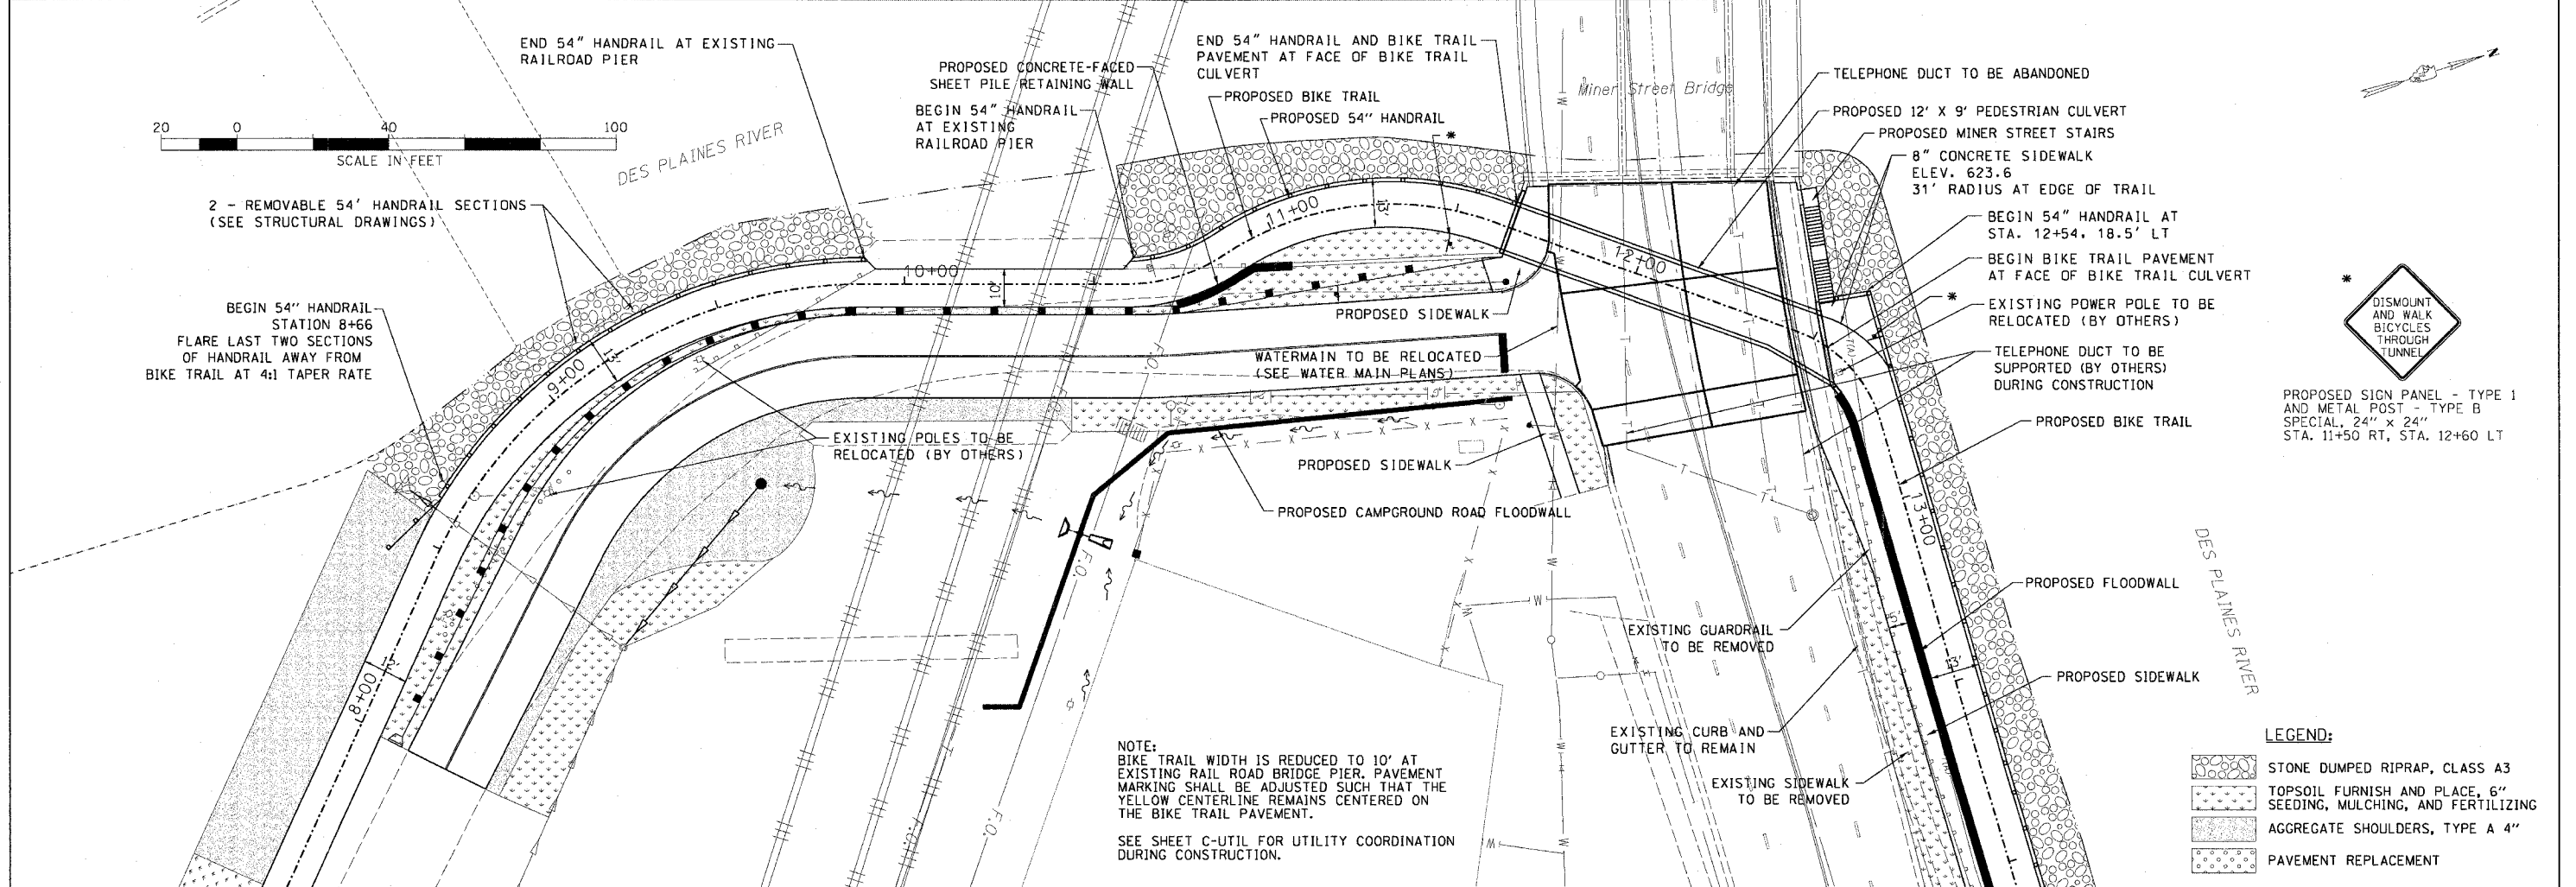 END 54" HANDRAIL AT EXISTING
RAILROAD PIER
PROPOSED CONCRETE-FACED
SHEET PILE RETAINING WALL
BEGIN 54" HANDRAIL
AT EXISTING
RAILROAD PIER
END 54" HANDRAIL AND BIKE TRAIL
PAVEMENT AT FACE OF BIKE TRAIL
CULVERT
PROPOSED BIKE TRAIL
PROPOSED 54" HANDRAIL
*
Miner Street Bridge
TELEPHONE DUCT TO BE ABANDONED
PROPOSED 12' X 9' PEDESTRIAN CULVERT
PROPOSED MINER STREET STAIRS
8" CONCRETE SIDEWALK
ELEV. 623.6
31' RADIUS AT EDGE OF TRAIL
BEGIN 54" HANDRAIL AT
STA. 12+54, 18.5' LT
BEGIN BIKE TRAIL PAVEMENT
AT FACE OF BIKE TRAIL CULVERT
*
EXISTING POWER POLE TO BE
RELOCATED (BY OTHERS)
TELEPHONE DUCT TO BE
SUPPORTED (BY OTHERS)
DURING CONSTRUCTION
PROPOSED BIKE TRAIL
N
20 0 40 100
SCALE IN FEET
DES PLAINES RIVER
2 - REMOVABLE 54' HANDRAIL SECTIONS
(SEE STRUCTURAL DRAWINGS)
BEGIN 54" HANDRAIL
STATION 8+66
FLARE LAST TWO SECTIONS
OF HANDRAIL AWAY FROM
BIKE TRAIL AT 4:1 TAPER RATE
8+00
9+00
10+00
11+00
12+00
13+00
10'
13'
13'
PROPOSED SIDEWALK
WATERMAIN TO BE RELOCATED
(SEE WATER MAIN PLANS)
EXISTING POLES TO BE
RELOCATED (BY OTHERS)
PROPOSED SIDEWALK
PROPOSED CAMPGROUND ROAD FLOODWALL
F.O.
F.O.
F.O.
*
DISMOUNT
AND WALK
BICYCLES
THROUGH
TUNNEL
PROPOSED SIGN PANEL - TYPE 1
AND METAL POST - TYPE B
SPECIAL, 24" x 24"
STA. 11+50 RT, STA. 12+60 LT
DES PLAINES RIVER
PROPOSED FLOODWALL
EXISTING GUARDRAIL
TO BE REMOVED
PROPOSED SIDEWALK
EXISTING CURB AND
GUTTER TO REMAIN
EXISTING SIDEWALK
TO BE REMOVED
NOTE:
BIKE TRAIL WIDTH IS REDUCED TO 10' AT
EXISTING RAIL ROAD BRIDGE PIER. PAVEMENT
MARKING SHALL BE ADJUSTED SUCH THAT THE
YELLOW CENTERLINE REMAINS CENTERED ON
THE BIKE TRAIL PAVEMENT.
SEE SHEET C-UTIL FOR UTILITY COORDINATION
DURING CONSTRUCTION.
LEGEND:
STONE DUMPED RIPRAP, CLASS A3
TOPSOIL FURNISH AND PLACE, 6"
SEEDING, MULCHING, AND FERTILIZING
AGGREGATE SHOULDERS, TYPE A 4"
PAVEMENT REPLACEMENT